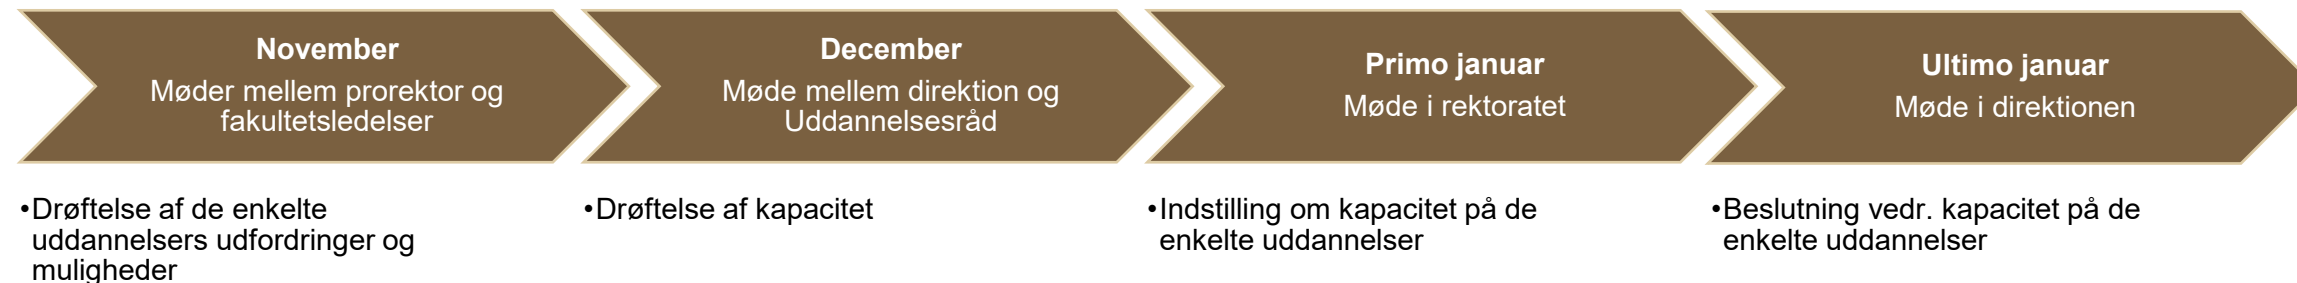 November
Møder mellem prorektor og
fakultetsledelser
•Drøftelse af de enkelte
uddannelsers udfordringer og
muligheder
December
Møde mellem direktion og
Uddannelsesråd
•Drøftelse af kapacitet
Primo januar
Møde i rektoratet
•Indstilling om kapacitet på de
enkelte uddannelser
Ultimo januar
Møde i direktionen
•Beslutning vedr. kapacitet på de
enkelte uddannelser